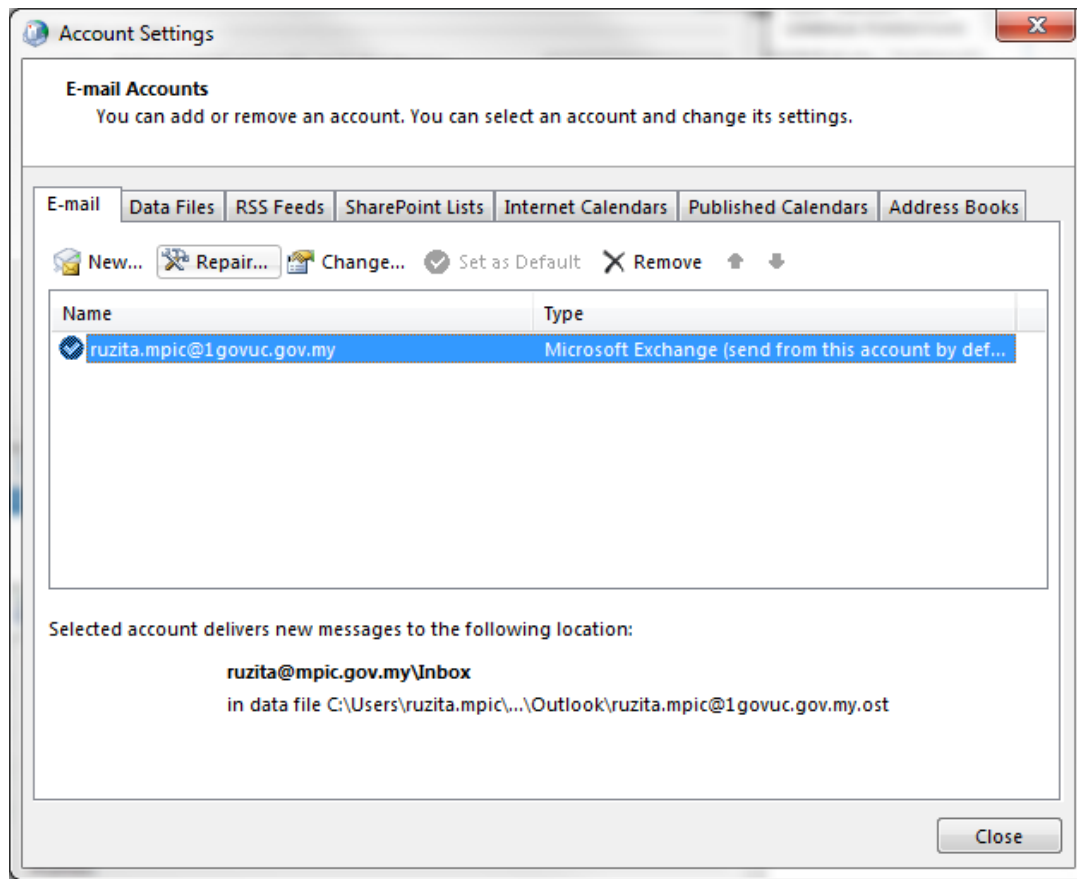 Account Settings
E-mail Accounts
You can add or remove an account. You can select an account and change its settings.
E-mail Data Files RSS Feeds SharePoint Lists Internet Calendars Published Calendars Address Books
New... Repair... Change... Set as Default Remove
Name Type
ruzita.mpic@1govuc.gov.my Microsoft Exchange (send from this account by def...
Selected account delivers new messages to the following location:
ruzita@mpic.gov.my\Inbox
in data file C:\Users\ruzita.mpic\...\Outlook\ruzita.mpic@1govuc.gov.my.ost
Close